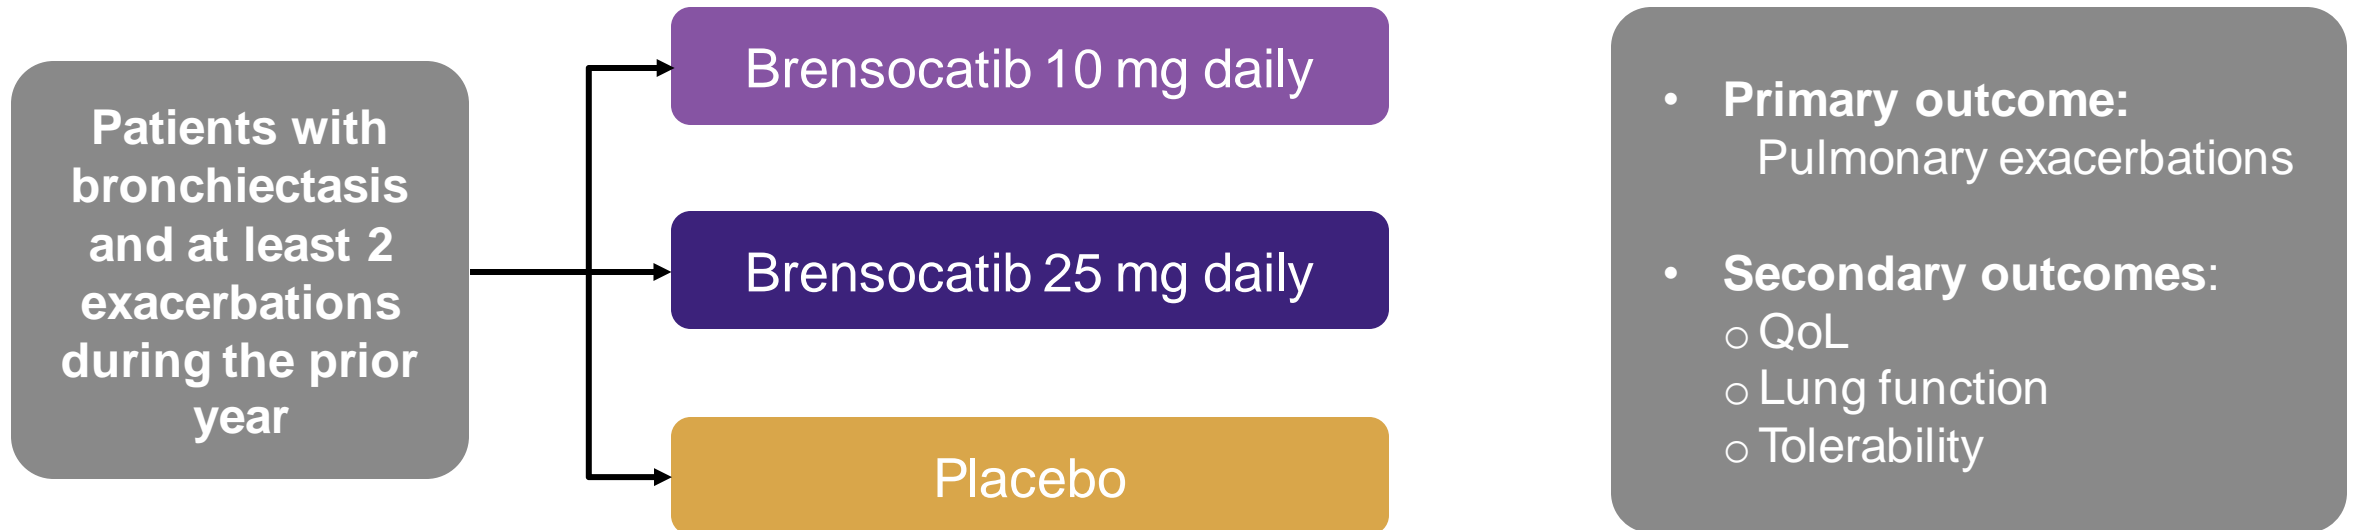 Patients with
bronchiectasis
and at least 2
exacerbations
during the prior
year
Brensocatib 10 mg daily
Brensocatib 25 mg daily
Placebo
• Primary outcome:
Pulmonary exacerbations
• Secondary outcomes:
o QoL
o Lung function
o Tolerability